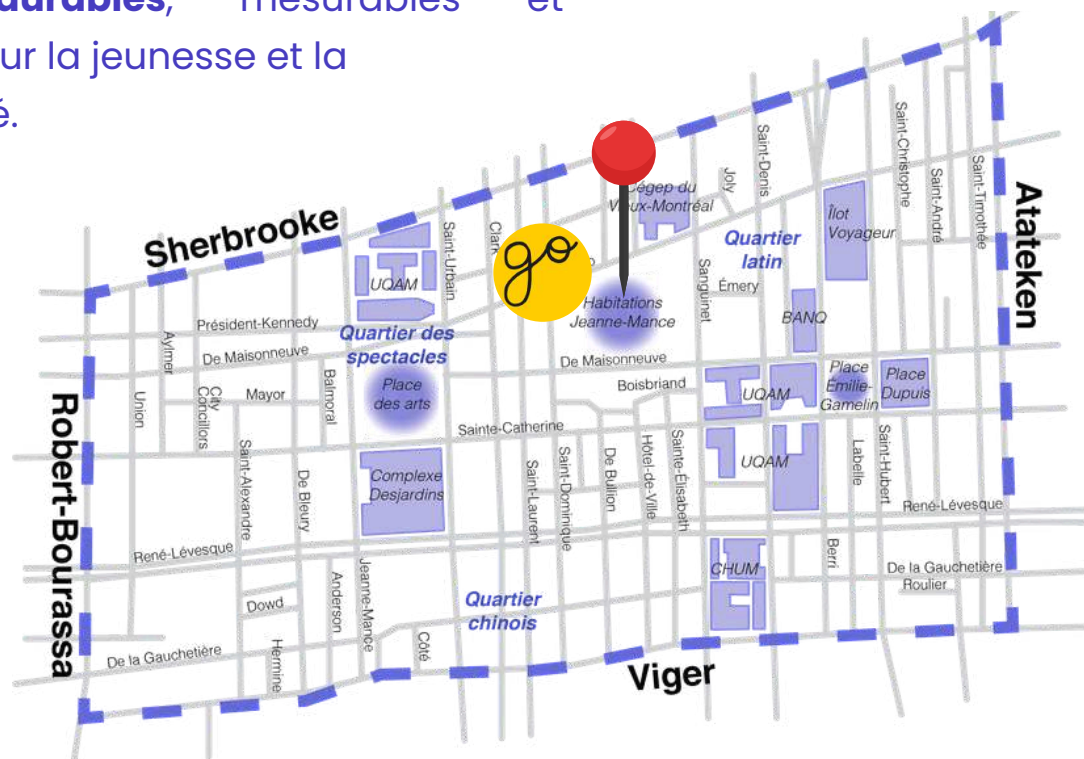 durables, mesurables et
ur la jeunesse et la
é.
Sherbrooke
Cégep du
Vieux-Montréal
Joly
Saint-Denis
Saint-Christophe
Saint-André
Saint-Timothée
Atateken
Îlot
Voyageur
Quartier
latin
Saint-Urbain
Clark
go
UQAM
Habitations
Jeanne-Mance
Sanguinet
Émery
BANQ
Président-Kennedy
Quartier des
spectacles
Aylmer
De Maisonneuve
De Maisonneuve
Boisbriand
Place
des arts
Place
Émilie-
Gamelin
Place
Dupuis
UQAM
Union
City
Concillors
Mayor
Balmoral
Sainte-Catherine
Robert-Bourassa
Saint-Alexandre
De Bleury
Complexe
Desjardins
Saint-Laurent
Saint-Dominique
De Bullion
Hôtel-de-Ville
Sainte-Élisabeth
UQAM
Labelle
Saint-Hubert
René-Lévesque
René-Lévesque
Berri
CHUM
De la Gauchetière
Roulier
Dowd
Anderson
Jeanne-Mance
Quartier
chinois
Côté
De la Gauchetière
Hermine
Viger